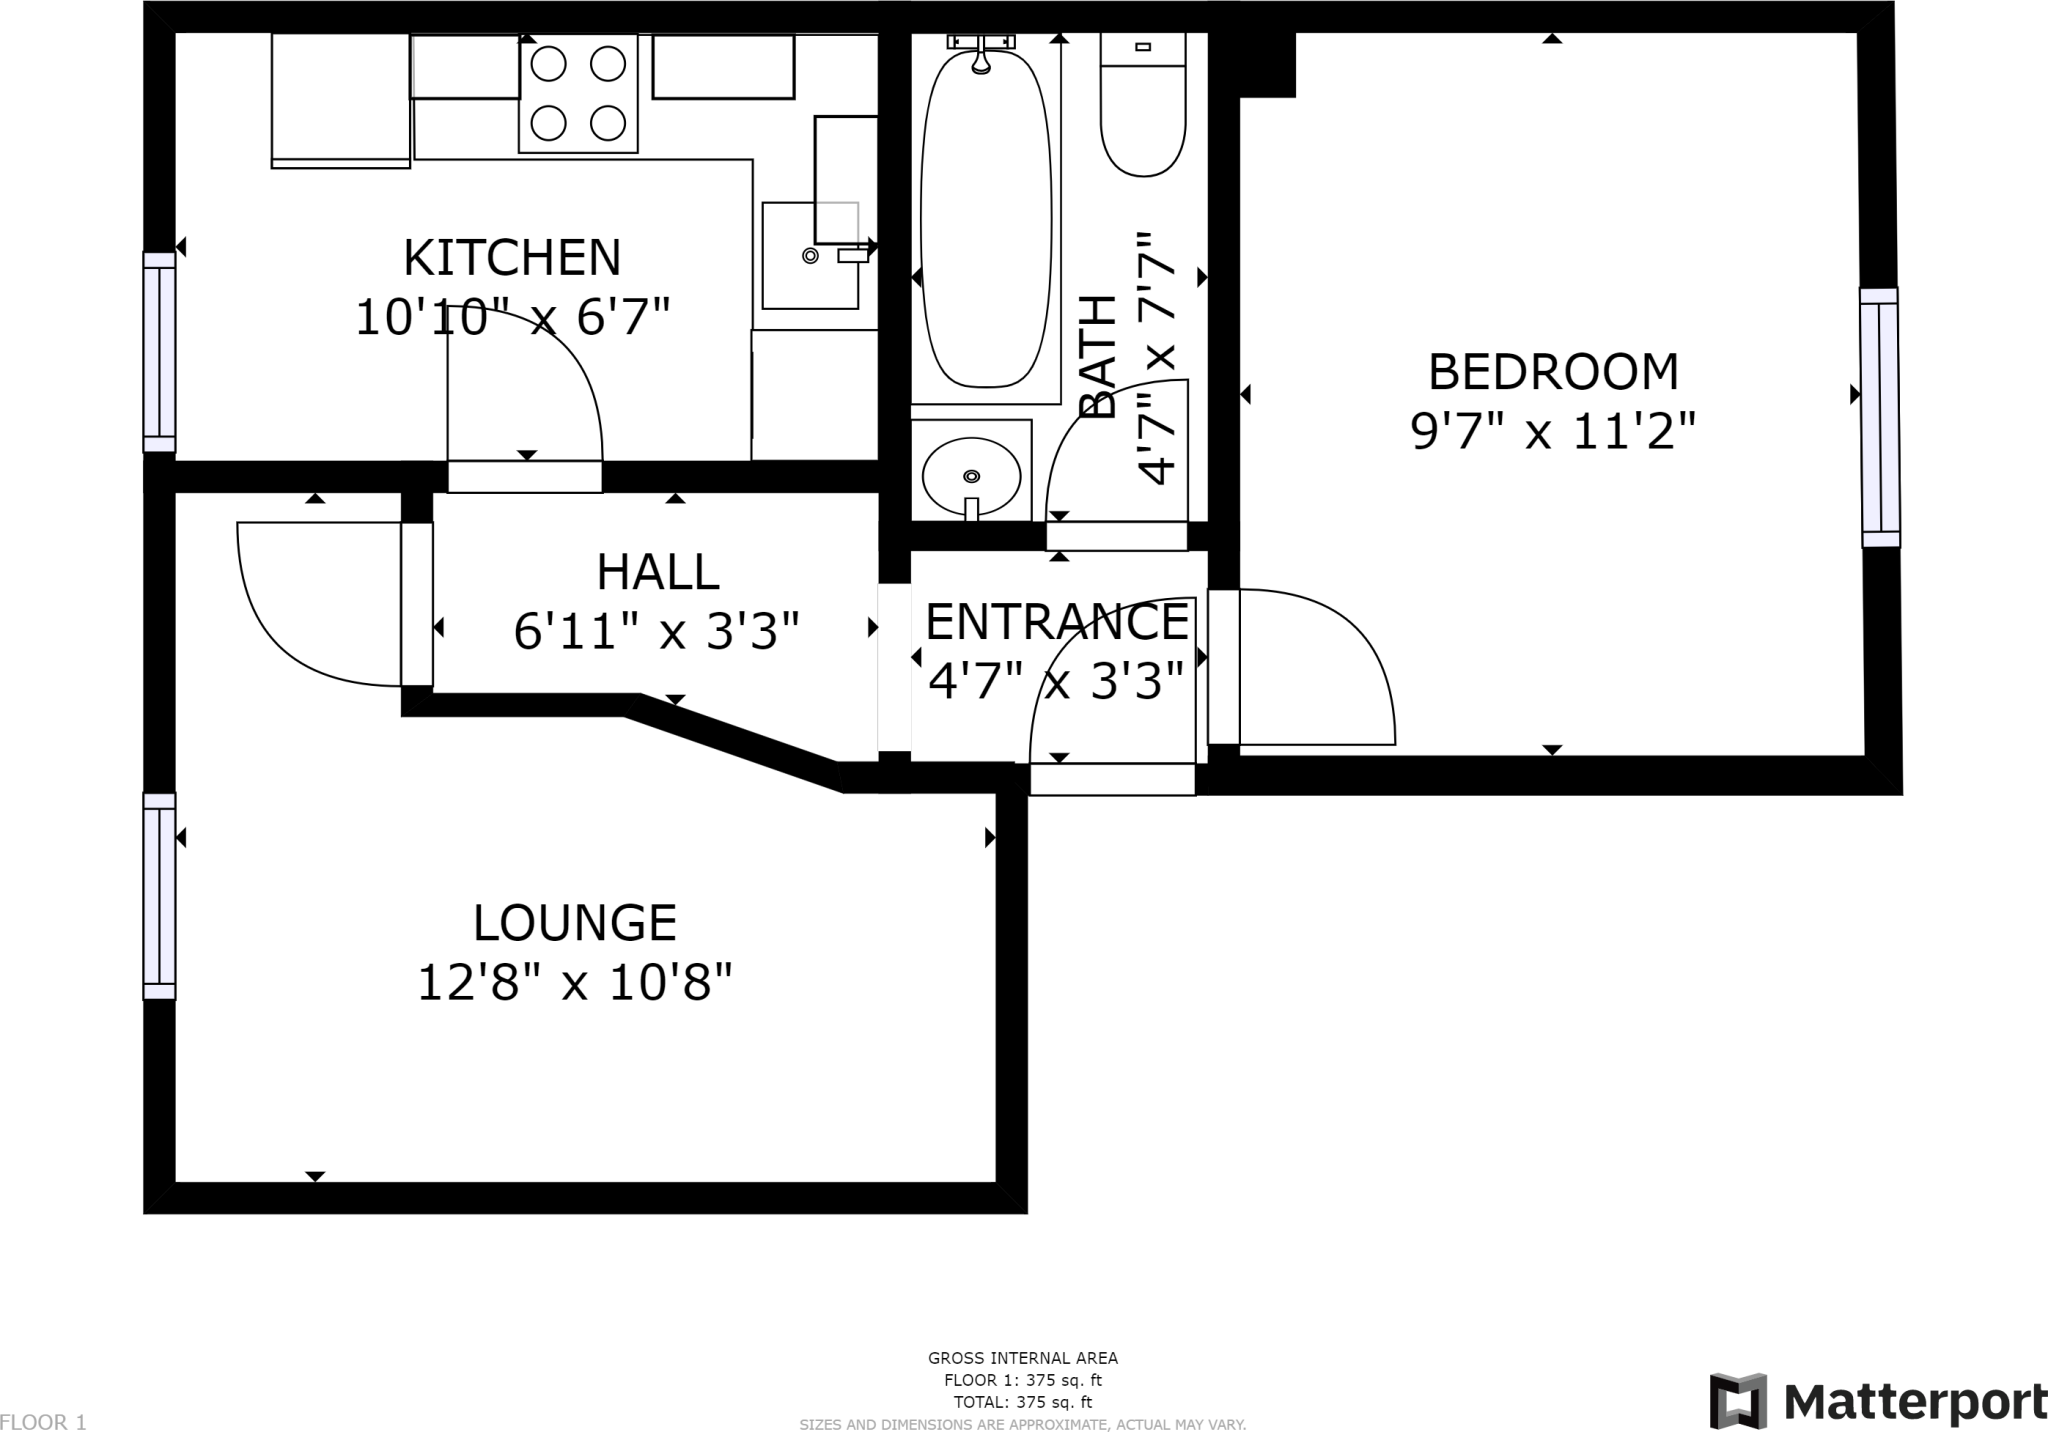 KITCHEN
10'10" x 6'7"
BATH
4'7" x 7'7"
BEDROOM
9'7" x 11'2"
HALL
6'11" x 3'3"
ENTRANCE
4'7" x 3'3"
LOUNGE
12'8" x 10'8"
GROSS INTERNAL AREA
FLOOR 1: 375 sq. ft
TOTAL: 375 sq. ft
SIZES AND DIMENSIONS ARE APPROXIMATE, ACTUAL MAY VARY.
FLOOR 1
Matterport